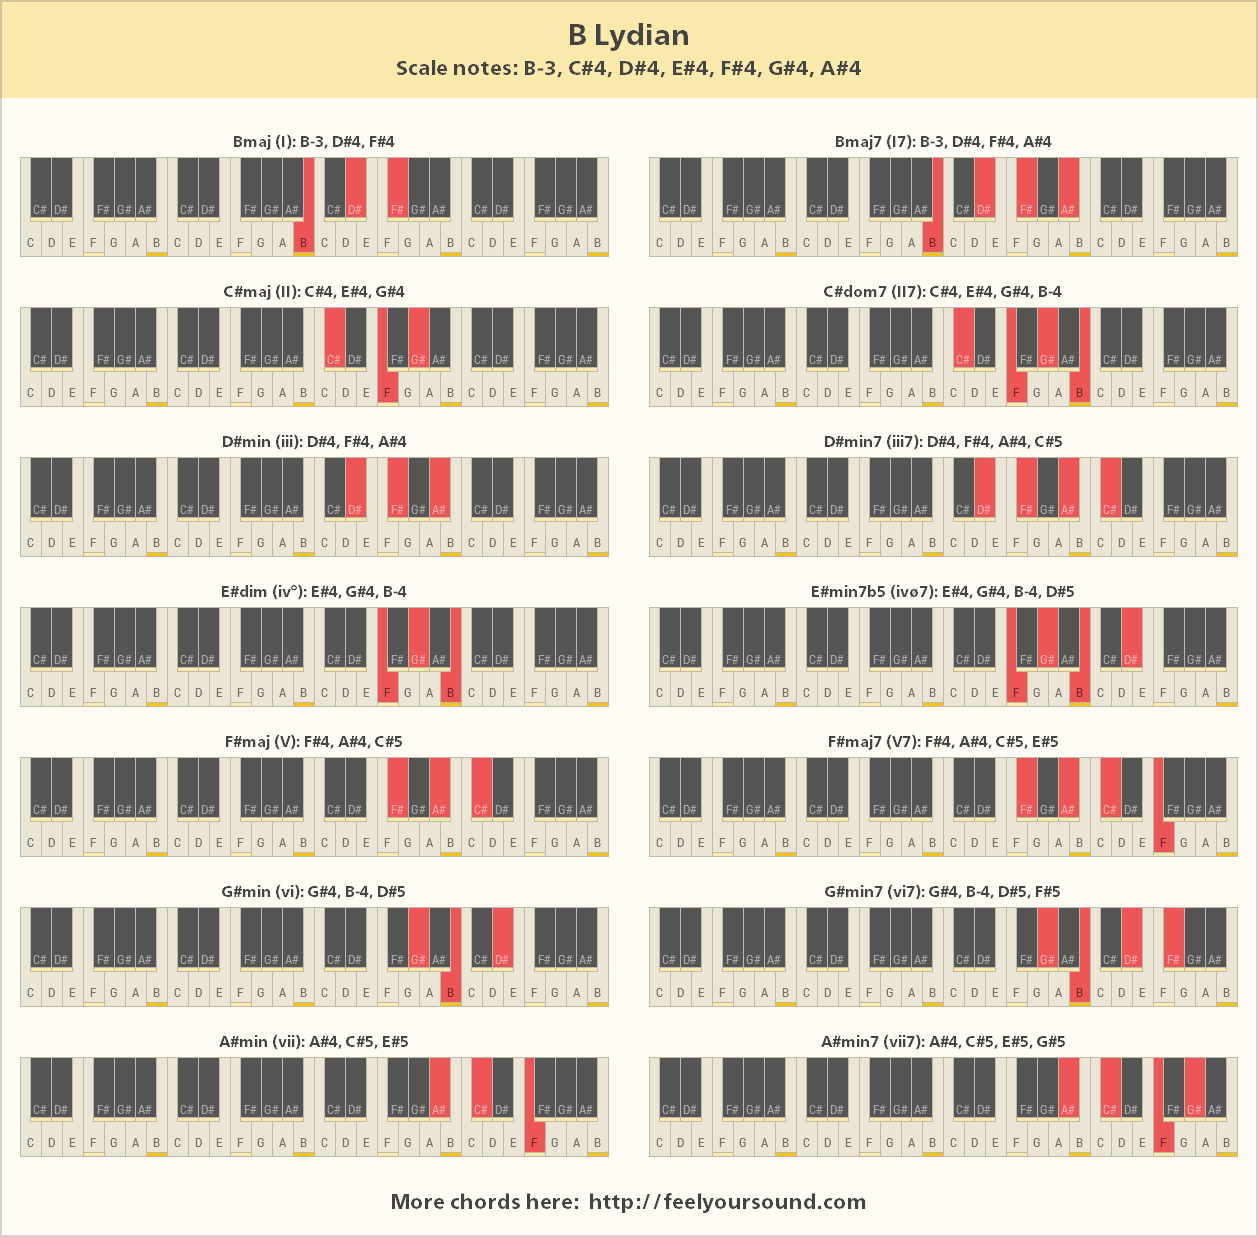 B Lydian
Scale notes: B-3, C#4, D#4, E#4, F#4, G#4, A#4
Bmaj (I): B-3, D#4, F#4
C# D# F# G# A# C# D# F# G# A# C# D# F# G# A# C# D# F# G# A#
C D E F G A B C D E F G A B C D E F G A B C D E F G A B
Bmaj7 (I7): B-3, D#4, F#4, A#4
C# D# F# G# A# C# D# F# G# A# C# D# F# G# A# C# D# F# G# A#
C D E F G A B C D E F G A B C D E F G A B C D E F G A B
C#maj (II): C#4, E#4, G#4
C# D# F# G# A# C# D# F# G# A# C# D# F# G# A# C# D# F# G# A#
C D E F G A B C D E F G A B C D E F G A B C D E F G A B
C#dom7 (II7): C#4, E#4, G#4, B-4
C# D# F# G# A# C# D# F# G# A# C# D# F# G# A# C# D# F# G# A#
C D E F G A B C D E F G A B C D E F G A B C D E F G A B
D#min (iii): D#4, F#4, A#4
C# D# F# G# A# C# D# F# G# A# C# D# F# G# A# C# D# F# G# A#
C D E F G A B C D E F G A B C D E F G A B C D E F G A B
D#min7 (iii7): D#4, F#4, A#4, C#5
C# D# F# G# A# C# D# F# G# A# C# D# F# G# A# C# D# F# G# A#
C D E F G A B C D E F G A B C D E F G A B C D E F G A B
E#dim (iv°): E#4, G#4, B-4
C# D# F# G# A# C# D# F# G# A# C# D# F# G# A# C# D# F# G# A#
C D E F G A B C D E F G A B C D E F G A B C D E F G A B
E#min7b5 (ivø7): E#4, G#4, B-4, D#5
C# D# F# G# A# C# D# F# G# A# C# D# F# G# A# C# D# F# G# A#
C D E F G A B C D E F G A B C D E F G A B C D E F G A B
F#maj (V): F#4, A#4, C#5
C# D# F# G# A# C# D# F# G# A# C# D# F# G# A# C# D# F# G# A#
C D E F G A B C D E F G A B C D E F G A B C D E F G A B
F#maj7 (V7): F#4, A#4, C#5, E#5
C# D# F# G# A# C# D# F# G# A# C# D# F# G# A# C# D# F# G# A#
C D E F G A B C D E F G A B C D E F G A B C D E F G A B
G#min (vi): G#4, B-4, D#5
C# D# F# G# A# C# D# F# G# A# C# D# F# G# A# C# D# F# G# A#
C D E F G A B C D E F G A B C D E F G A B C D E F G A B
G#min7 (vi7): G#4, B-4, D#5, F#5
C# D# F# G# A# C# D# F# G# A# C# D# F# G# A# C# D# F# G# A#
C D E F G A B C D E F G A B C D E F G A B C D E F G A B
A#min (vii): A#4, C#5, E#5
C# D# F# G# A# C# D# F# G# A# C# D# F# G# A# C# D# F# G# A#
C D E F G A B C D E F G A B C D E F G A B C D E F G A B
A#min7 (vii7): A#4, C#5, E#5, G#5
C# D# F# G# A# C# D# F# G# A# C# D# F# G# A# C# D# F# G# A#
C D E F G A B C D E F G A B C D E F G A B C D E F G A B
More chords here: http://feelyoursound.com